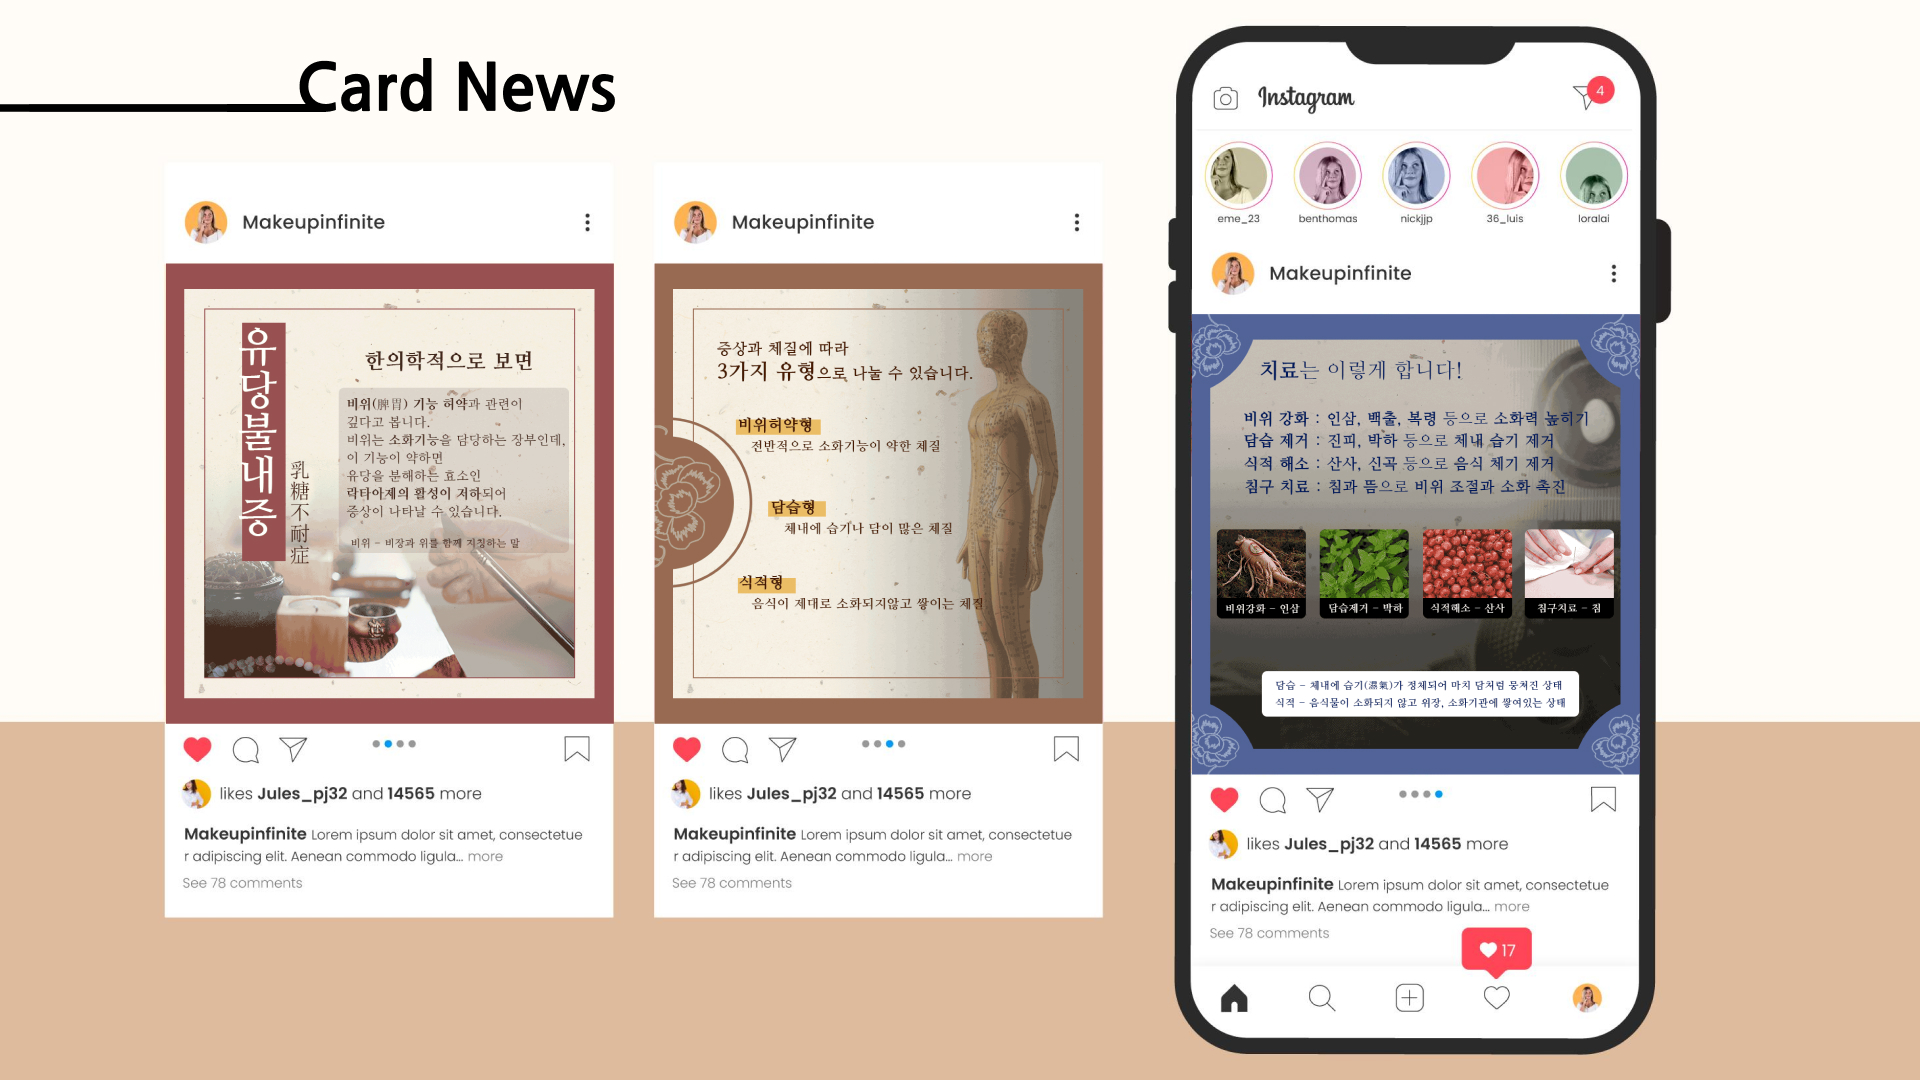 Card News
Makeupinfinite
유당불내증
乳糖不耐症
한의학적으로 보면
비위(脾胃) 기능 허약과 관련이
깊다고 봅니다.
비위는 소화기능을 담당하는 장부인데,
이 기능이 약하면
유당을 분해하는 효소인
락타아제의 활성이 저하되어
증상이 나타날 수 있습니다.
비위 - 비장과 위를 함께 지칭하는 말
likes Jules_pj32 and 14565 more
Makeupinfinite Lorem ipsum dolor sit amet, consectetue
r adipiscing elit. Aenean commodo ligula... more
See 78 comments
Makeupinfinite
증상과 체질에 따라
3가지 유형으로 나눌 수 있습니다.
비위허약형
전반적으로 소화기능이 약한 체질
담습형
체내에 습기나 담이 많은 체질
식적형
음식이 제대로 소화되지않고 쌓이는 체질
likes Jules_pj32 and 14565 more
Makeupinfinite Lorem ipsum dolor sit amet, consectetue
r adipiscing elit. Aenean commodo ligula... more
See 78 comments
Instagram
4
eme_23 benthomas nickjjp 36_luis loralai
Makeupinfinite
치료는 이렇게 합니다!
비위 강화 : 인삼, 백출, 복령 등으로 소화력 높히기
담습 제거 : 진피, 박하 등으로 체내 습기 제거
식적 해소 : 산사, 신곡 등으로 음식 체기 제거
침구 치료 : 침과 뜸으로 비위 조절과 소화 촉진
비위강화 - 인삼 담습제거 - 박하 식적해소 - 산사 침구치료 - 침
담습 - 체내에 습기(濕氣)가 정체되어 마치 담처럼 뭉쳐진 상태
식적 - 음식물이 소화되지 않고 위장, 소화기관에 쌓여있는 상태
likes Jules_pj32 and 14565 more
Makeupinfinite Lorem ipsum dolor sit amet, consectetue
r adipiscing elit. Aenean commodo ligula... more
See 78 comments
17